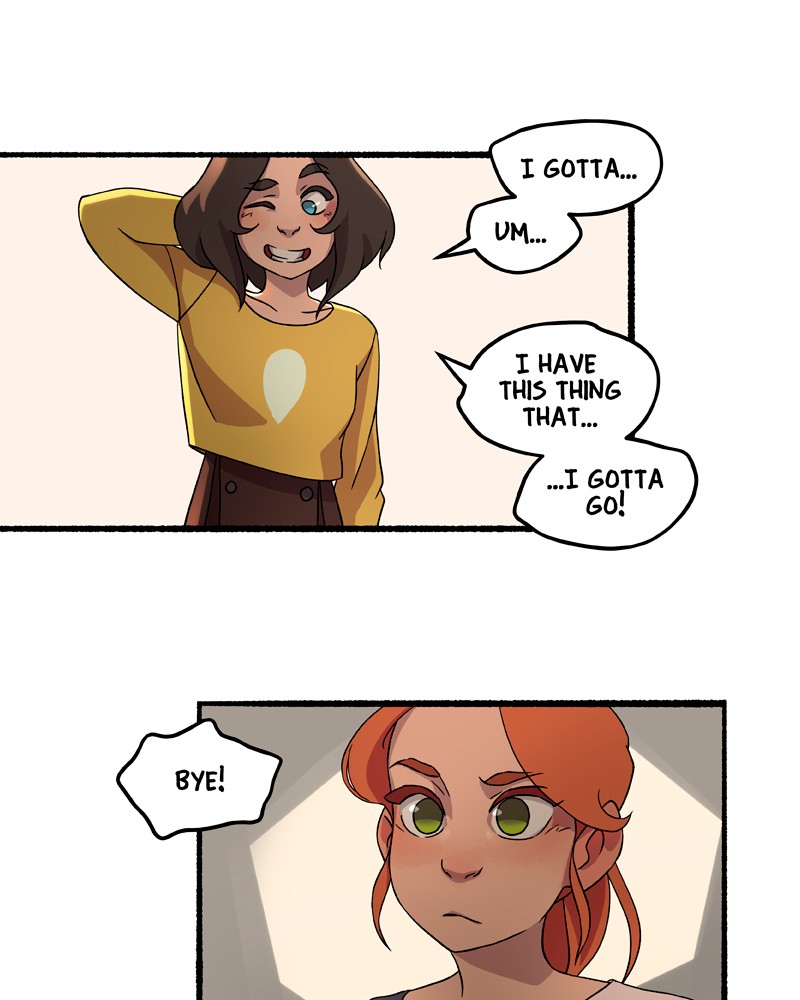 I GOTTA...
UM...
I HAVE
THIS THING
THAT...
...I GOTTA
GO!
BYE!